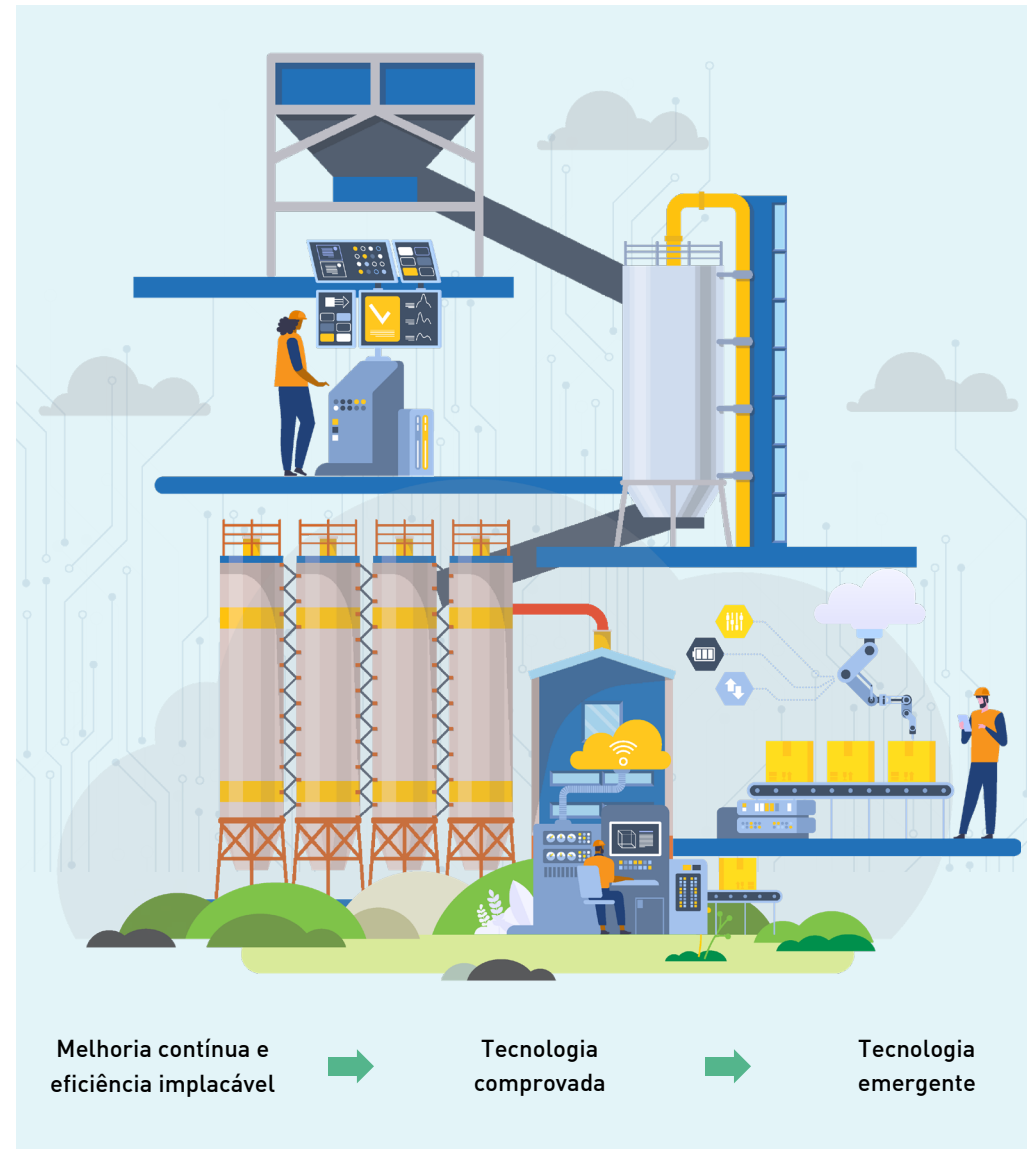 Melhoria contínua e
eficiência implacável
Tecnologia
comprovada
Tecnologia
emergente